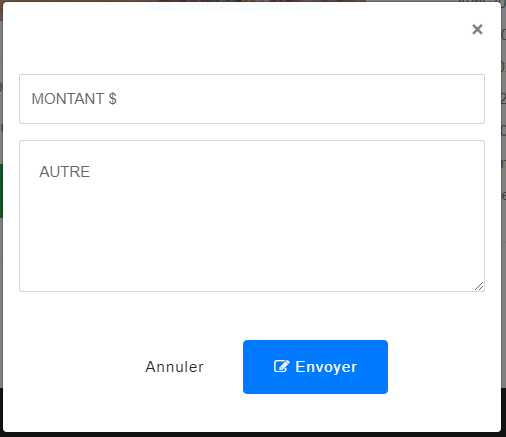 ×
MONTANT $
AUTRE
Annuler
Envoyer